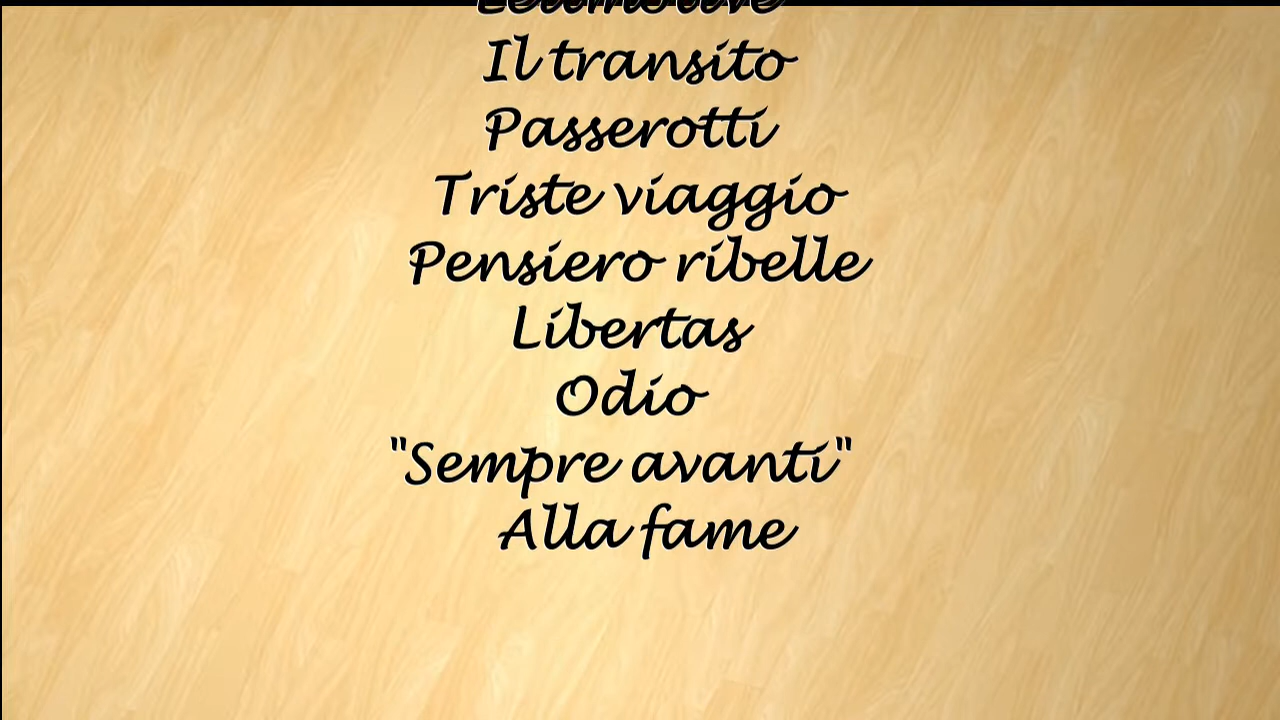 Il transito
Passerotti
Triste viaggio
Pensiero ribelle
Libertas
Odio
"Sempre avanti"
Alla fame